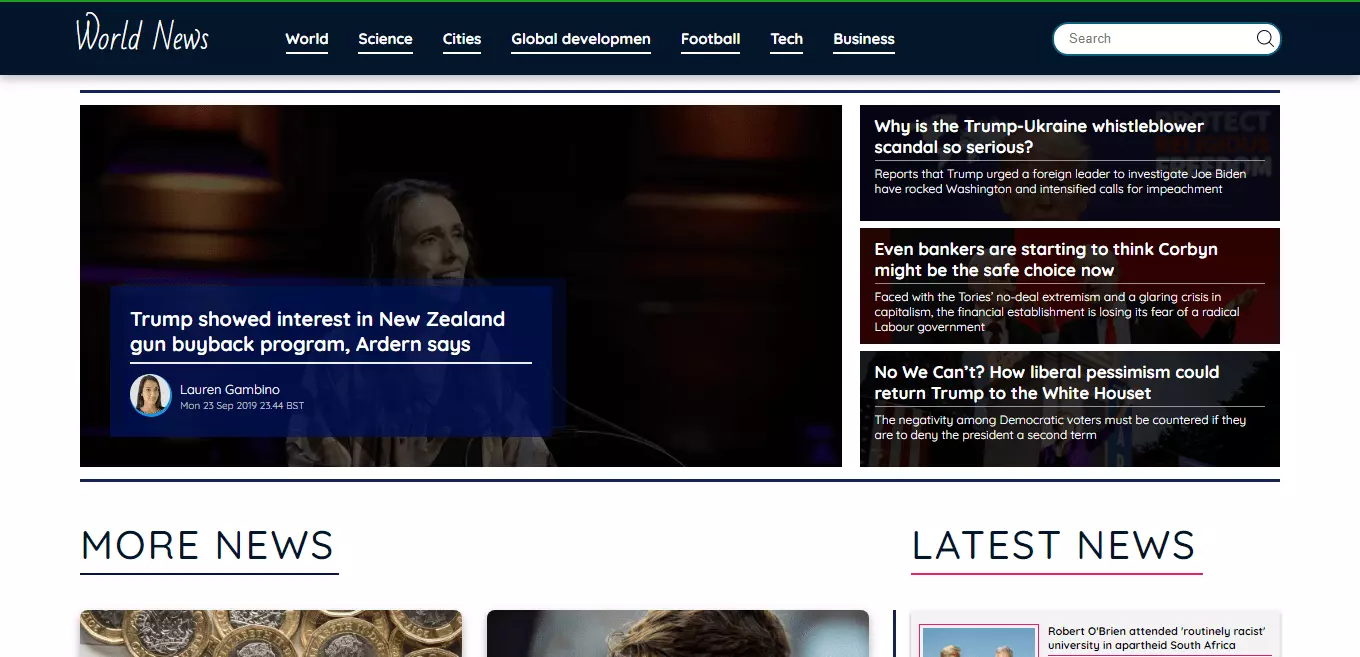 World News
World Science Cities Global developmen Football Tech Business
Search
Trump showed interest in New Zealand
gun buyback program, Ardern says
Lauren Gambino
Mon 23 Sep 2019 23.44 BST
PROTECT
RELIGIOUS
FREEDOM
Why is the Trump-Ukraine whistleblower
scandal so serious?
Reports that Trump urged a foreign leader to investigate Joe Biden
have rocked Washington and intensified calls for impeachment
Even bankers are starting to think Corbyn
might be the safe choice now
Faced with the Tories’ no-deal extremism and a glaring crisis in
capitalism, the financial establishment is losing its fear of a radical
Labour government
No We Can’t? How liberal pessimism could
return Trump to the White Houset
The negativity among Democratic voters must be countered if they
are to deny the president a second term
MORE NEWS
LATEST NEWS
Robert O'Brien attended 'routinely racist'
university in apartheid South Africa